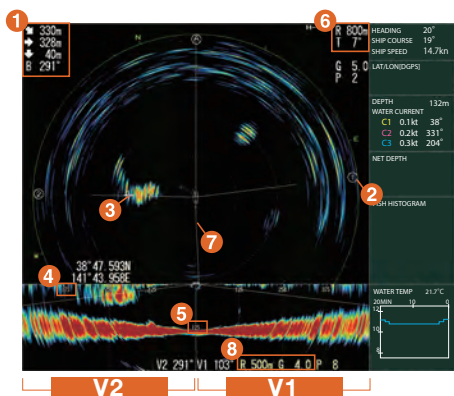 1
330m
328m
40m
B 291°
N
6
R 800m
T 7°
G 5.0
P 2
HEADING 20°
SHIP COURSE 19°
SHIP SPEED 14.7kn
LAT/LON[DGPS]
DEPTH 132m
WATER CURRENT
C1 0.1kt 38°
C2 0.2kt 331°
C3 0.3kt 204°
NET DEPTH
E
2
3
7
38°47.593N
141°43.958E
4
5
WATER TEMP 21.7°C
20MIN 10 0
12
10
8
8
V2 291° V1 103° R 500m G 4.0 P 8
V2 V1